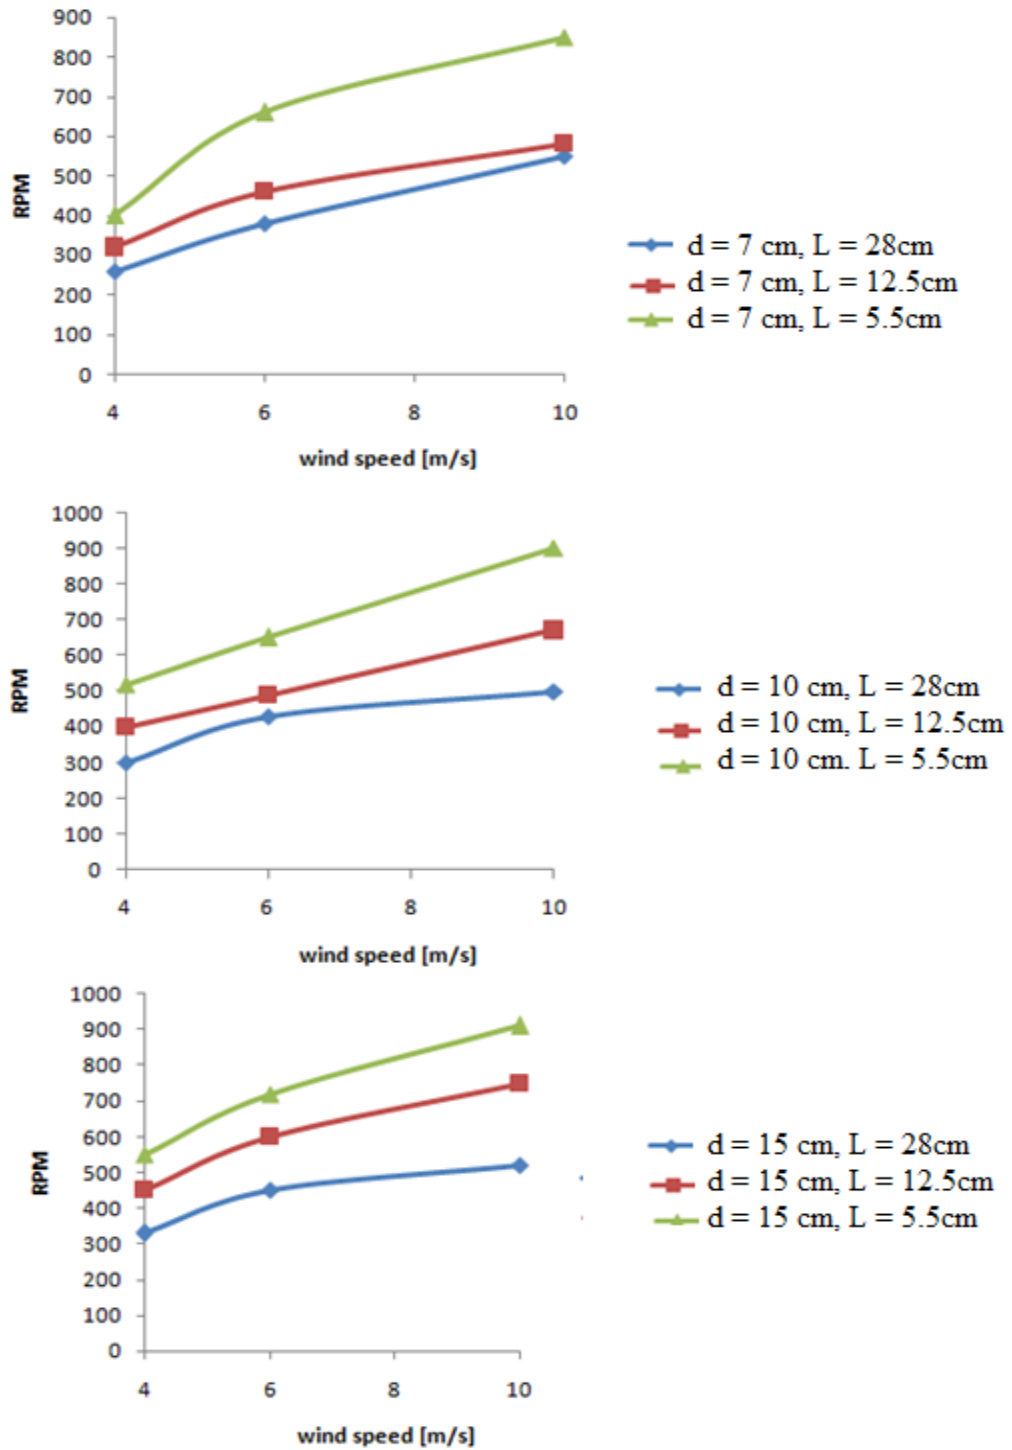 900
800
700
600
500
400
300
200
100
0
RPM
4 6 8 10
wind speed [m/s]
d = 7 cm, L = 28cm
d = 7 cm, L = 12.5cm
d = 7 cm, L = 5.5cm
1000
900
800
700
600
500
400
300
200
100
0
RPM
4 6 8 10
wind speed [m/s]
d = 10 cm, L = 28cm
d = 10 cm, L = 12.5cm
d = 10 cm. L = 5.5cm
1000
900
800
700
600
500
400
300
200
100
0
RPM
4 6 8 10
wind speed [m/s]
d = 15 cm, L = 28cm
d = 15 cm, L = 12.5cm
d = 15 cm, L = 5.5cm